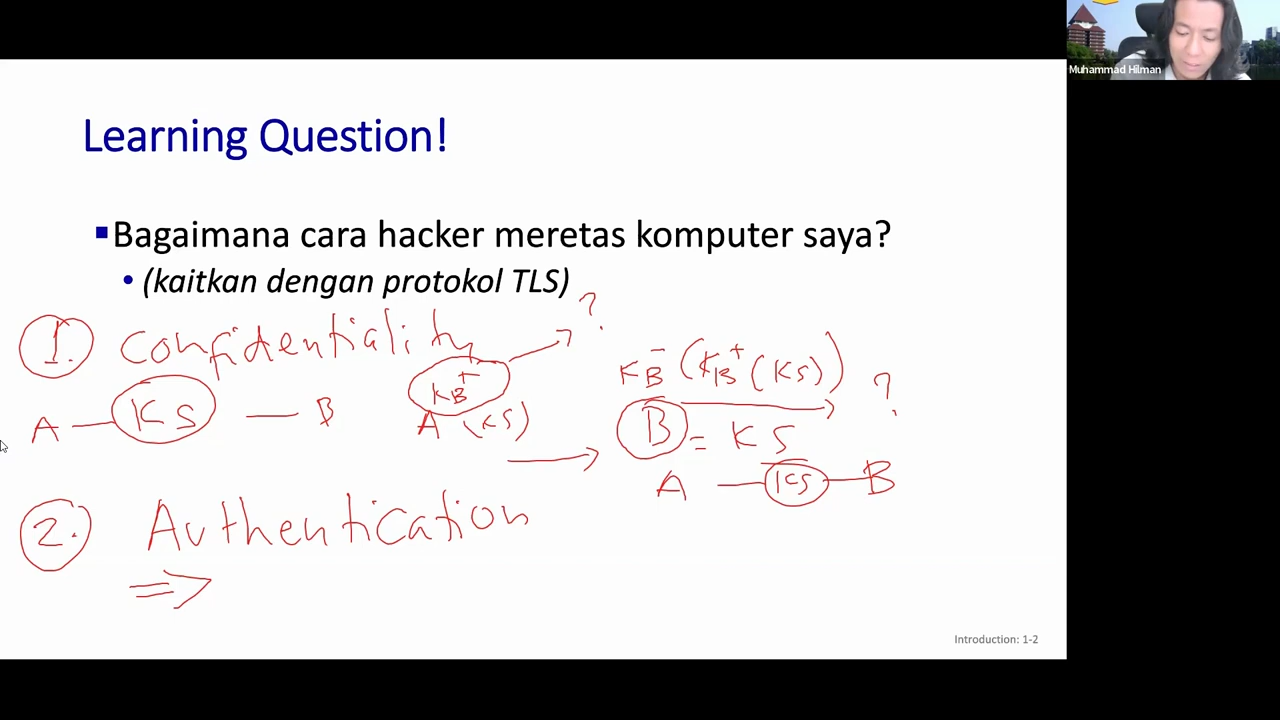 Muhammad Hilman
Learning Question!
Bagaimana cara hacker meretas komputer saya?
(kaitkan dengan protokol TLS)
1. Confidentiality
?
A — KS — B
KB+
A (KS)
KB- (KB+ (KS))
?
B = KS
A — KS — B
2. Authentication
⇒
Introduction: 1-2